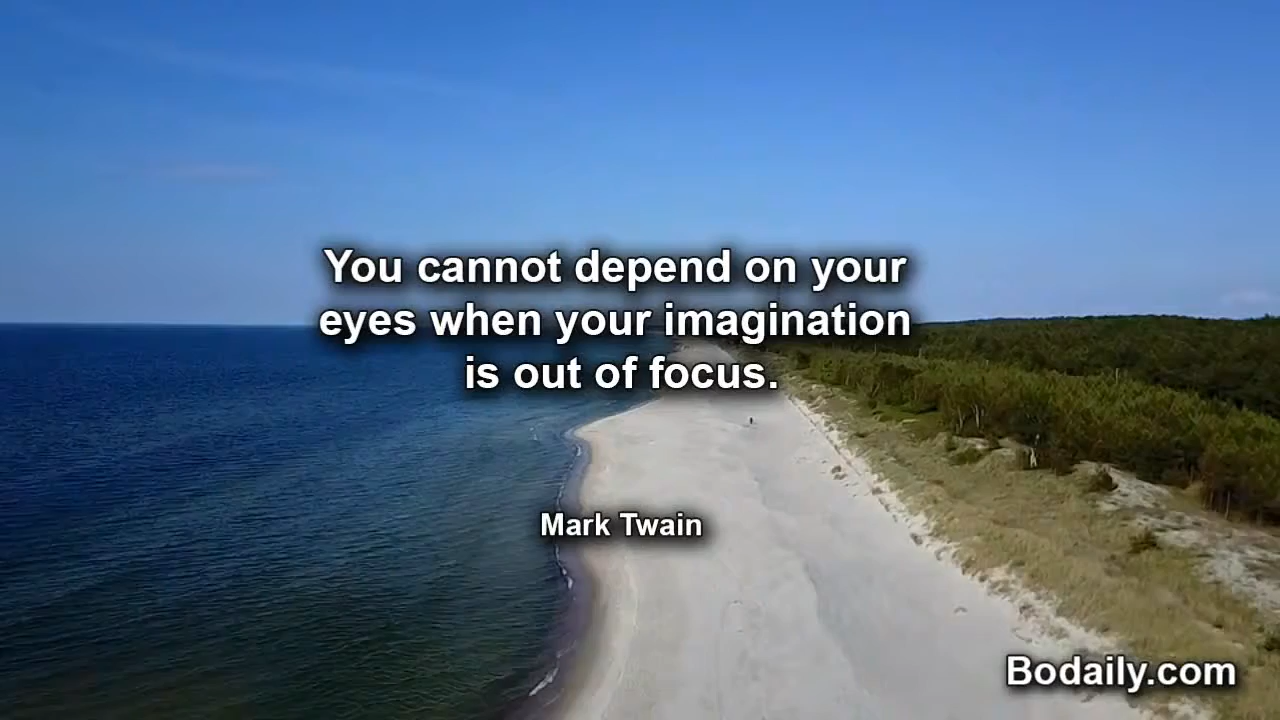 You cannot depend on your
eyes when your imagination
is out of focus.
Mark Twain
Bodaily.com